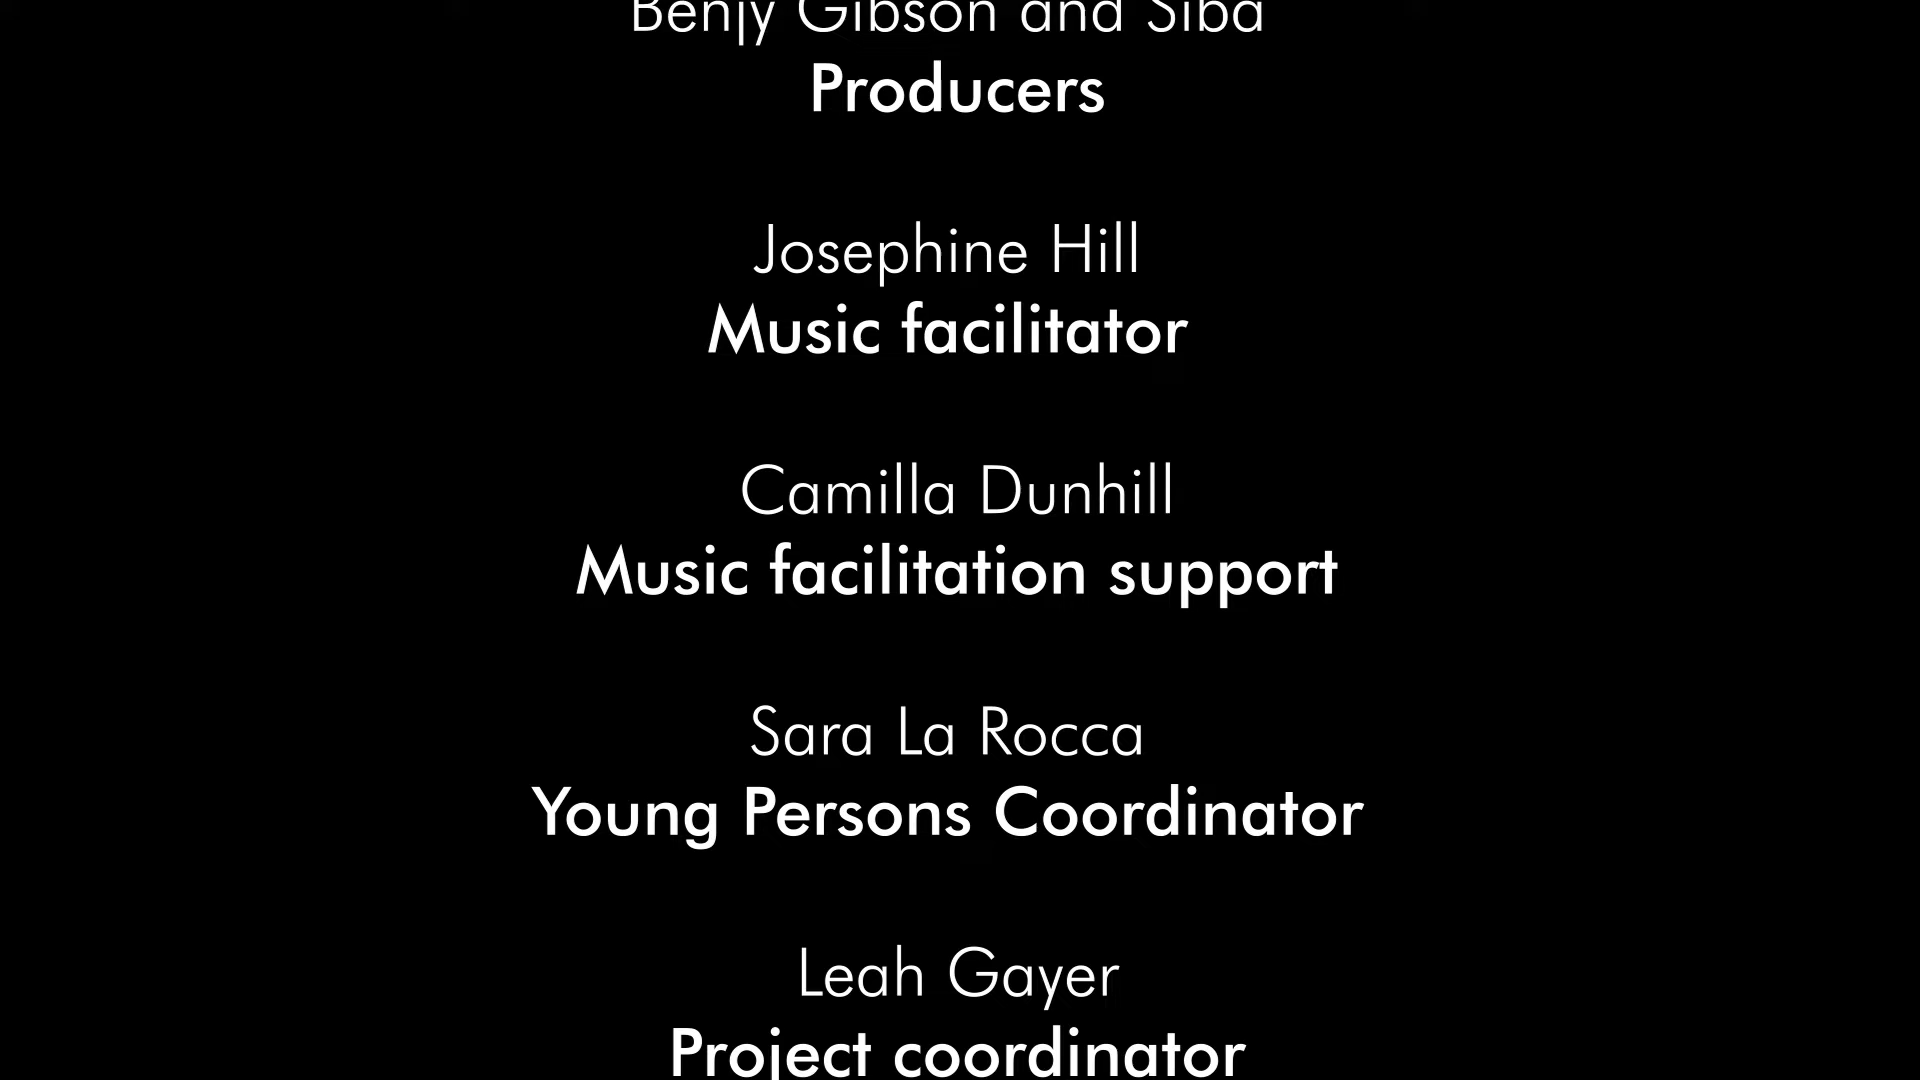 Benjy Gibson and Siba
Producers
Josephine Hill
Music facilitator
Camilla Dunhill
Music facilitation support
Sara La Rocca
Young Persons Coordinator
Leah Gayer
Project coordinator